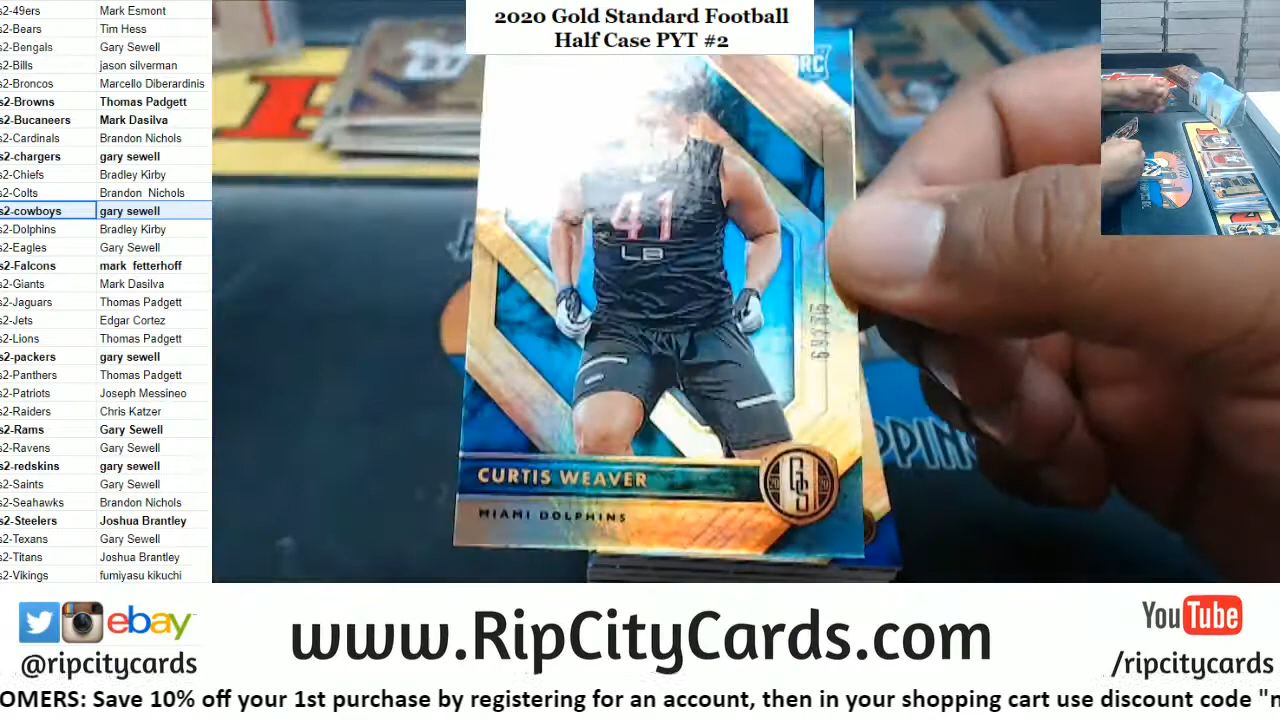 s2-49ers Mark Esmont
s2-Bears Tim Hess
s2-Bengals Gary Sewell
s2-Bills jason silverman
s2-Broncos Marcello Diberardinis
s2-Browns Thomas Padgett
s2-Bucaneers Mark Dasilva
s2-Cardinals Brandon Nichols
s2-chargers gary sewell
s2-Chiefs Bradley Kirby
s2-Colts Brandon Nichols
s2-cowboys gary sewell
s2-Dolphins Bradley Kirby
s2-Eagles Gary Sewell
s2-Falcons mark fetterhoff
s2-Giants Mark Dasilva
s2-Jaguars Thomas Padgett
s2-Jets Edgar Cortez
s2-Lions Thomas Padgett
s2-packers gary sewell
s2-Panthers Thomas Padgett
s2-Patriots Joseph Messineo
s2-Raiders Chris Katzer
s2-Rams Gary Sewell
s2-Ravens Gary Sewell
s2-redskins gary sewell
s2-Saints Gary Sewell
s2-Seahawks Brandon Nichols
s2-Steelers Joshua Brantley
s2-Texans Gary Sewell
s2-Titans Joshua Brantley
s2-Vikings fumiyasu kikuchi
2020 Gold Standard Football
Half Case PYT #2
RC
41
LB
CURTIS WEAVER
MIAMI DOLPHINS
20 GS 20
ebay
@ripcitycards
www.RipCityCards.com
YouTube
/ripcitycards
OMERS: Save 10% off your 1st purchase by registering for an account, then in your shopping cart use discount code "n